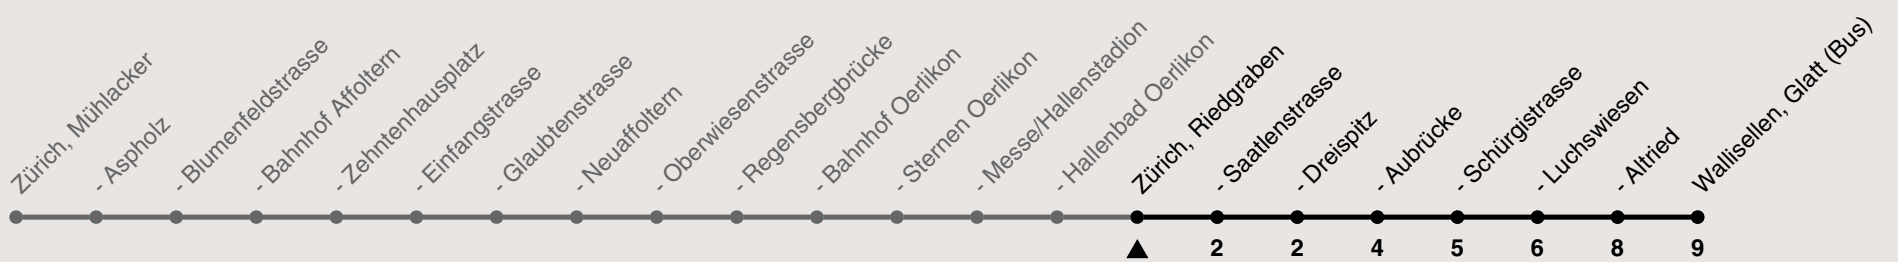 Zürich, Mühlacker
- Aspholz
- Blumenfeldstrasse
- Bahnhof Affoltern
- Zehntenhausplatz
- Einfangstrasse
- Glaubtenstrasse
- Neuaffoltern
- Oberwiesenstrasse
- Regensbergbrücke
- Bahnhof Oerlikon
- Sternen Oerlikon
- Messe/Hallenstadion
- Hallenbad Oerlikon
Zürich, Riedgraben
- Saatlenstrasse
- Dreispitz
- Aubrücke
- Schürgistrasse
- Luchswiesen
- Altried
Wallisellen, Glatt (Bus)
2 2 4 5 6 8 9